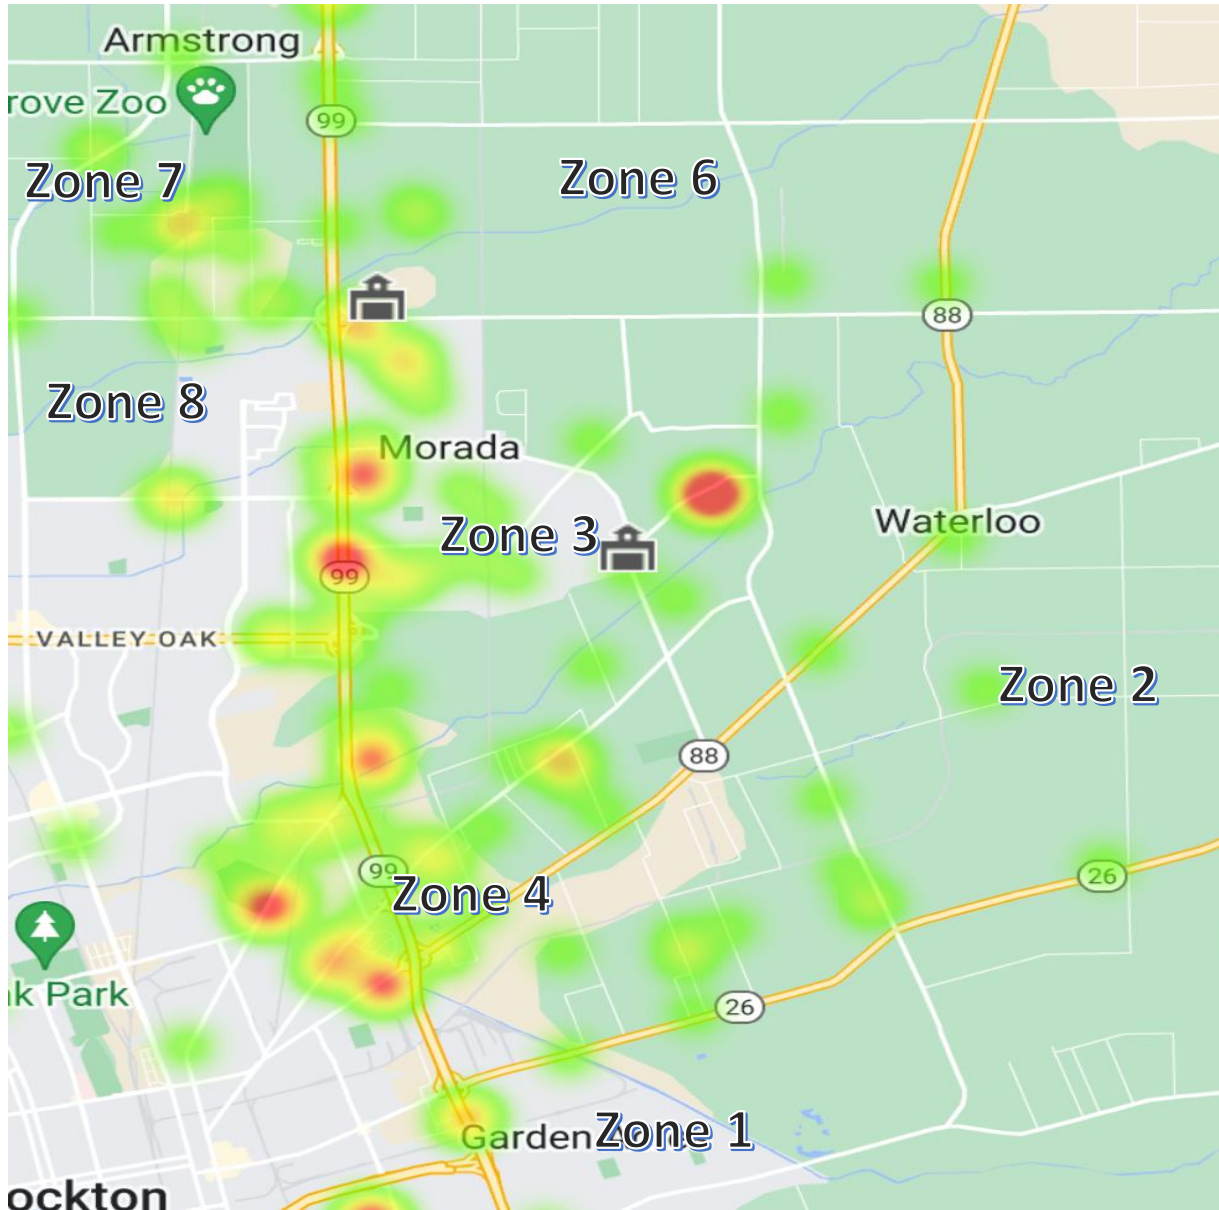 Armstrong
rove Zoo
99
Zone 7
Zone 6
88
Zone 8
Morada
Zone 3
Waterloo
99
VALLEY OAK
Zone 2
88
99
26
Zone 4
k Park
26
Garden
Zone 1
ockton